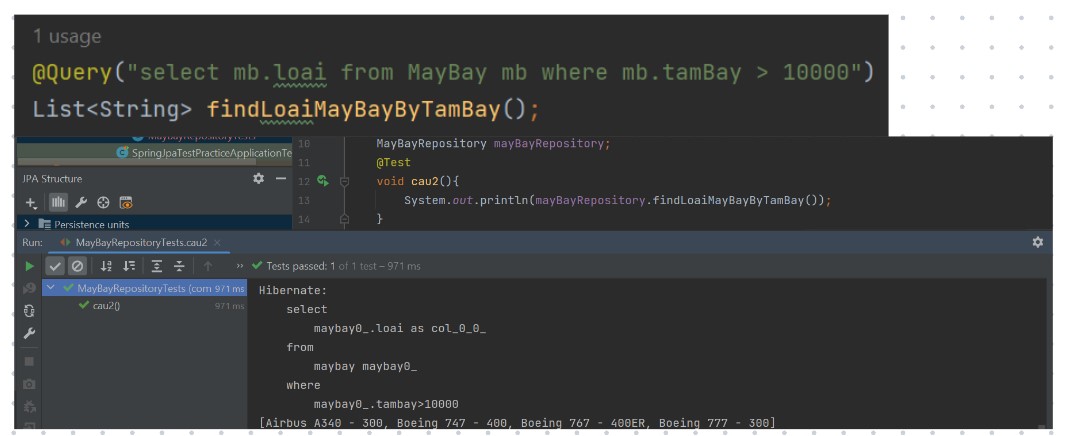 1 usage
@Query("select mb.loai from MayBay mb where mb.tamBay > 10000")
List<String> findLoaiMayBayByTamBay();
MayBayRepositoryTests
SpringJpaTestPracticeApplicationTe
JPA Structure
Persistence units
10 MayBayRepository mayBayRepository;
11 @Test
12 void cau2(){
13 System.out.println(mayBayRepository.findLoaiMayBayByTamBay());
14 }
Run: MayBayRepositoryTests.cau2
Tests passed: 1 of 1 test – 971 ms
MayBayRepositoryTests (com 971 ms
cau2() 971 ms
Hibernate:
select
maybay0_.loai as col_0_0_
from
maybay maybay0_
where
maybay0_.tambay>10000
[Airbus A340 - 300, Boeing 747 - 400, Boeing 767 - 400ER, Boeing 777 - 300]